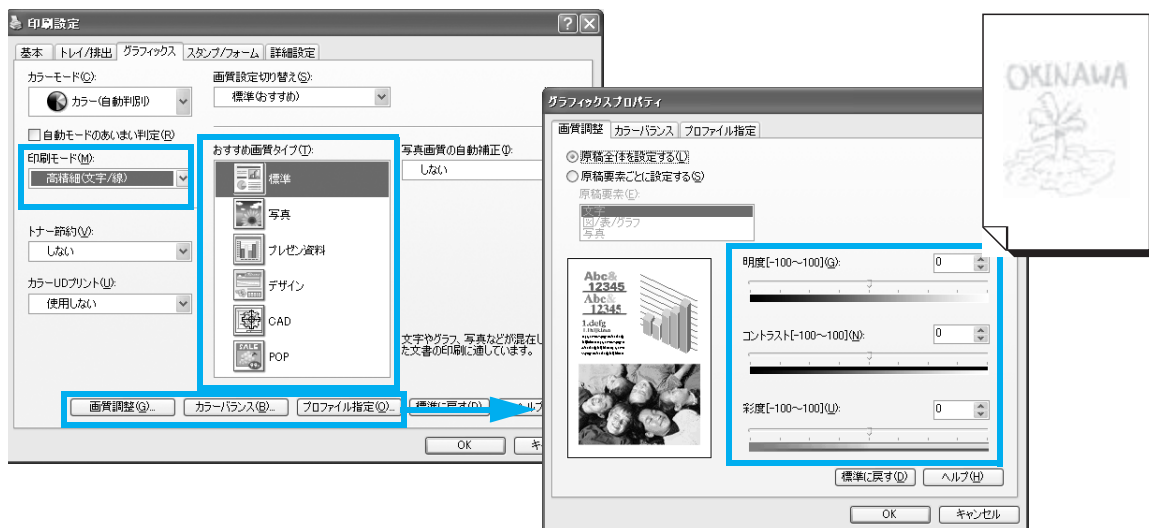 印刷設定
基本
トレイ/排出
グラフィックス
スタンプ/フォーム
詳細設定
カラーモード(C):
カラー(自動判別)
自動モードのあいまい判定(R)
印刷モード(M):
高精細(文字/線)
トナー節約(V):
しない
カラーUDプリント(L):
使用しない
画質設定切り替え(S):
標準(おすすめ)
おすすめ画質タイプ(T):
標準
写真
プレゼン資料
デザイン
CAD
SALE
POP
写真画質の自動補正(I):
しない
文字やグラフ、写真などが混在し
た文書の印刷に適しています。
画質調整(G)...
カラーバランス(B)...
プロファイル指定(O)...
標準に戻す(D)
ヘルプ
OK
キ
グラフィックスプロパティ
画質調整
カラーバランス
プロファイル指定
原稿全体を設定する(L)
原稿要素ごとに設定する(S)
原稿要素(E):
文字
図/表/グラフ
写真
Abc&
12345
Abc&
12345
1.defg
明度[-100～100](G):
0
コントラスト[-100～100](N):
0
彩度[-100～100](U):
0
標準に戻す(D)
ヘルプ(H)
OK
キャンセル
OKINAWA